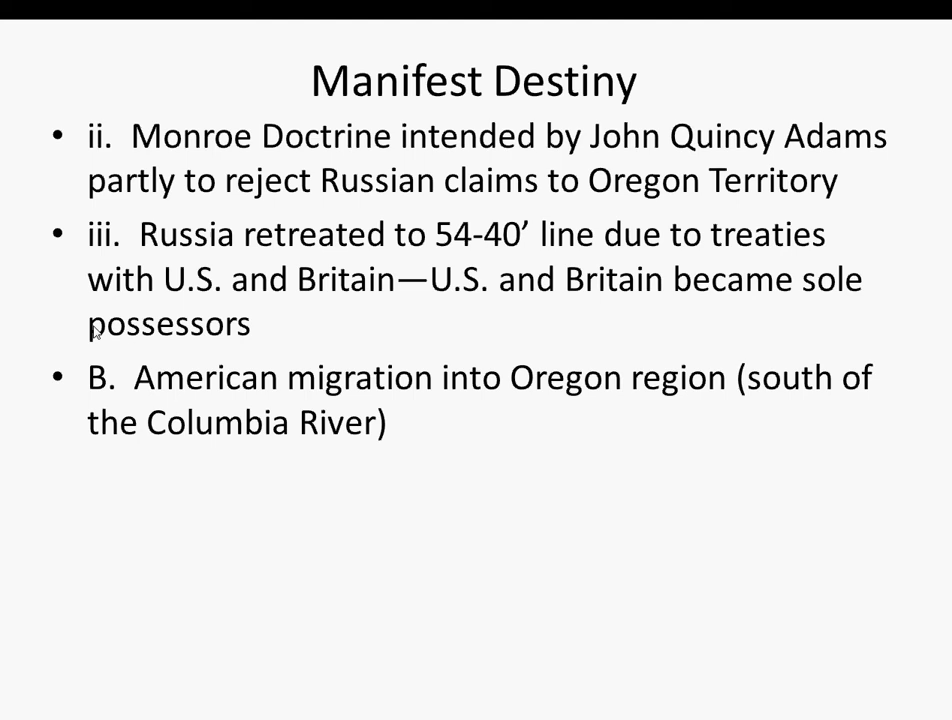 Manifest Destiny
• ii.  Monroe Doctrine intended by John Quincy Adams
partly to reject Russian claims to Oregon Territory
• iii.  Russia retreated to 54-40’ line due to treaties
with U.S. and Britain—U.S. and Britain became sole
possessors
• B.  American migration into Oregon region (south of
the Columbia River)